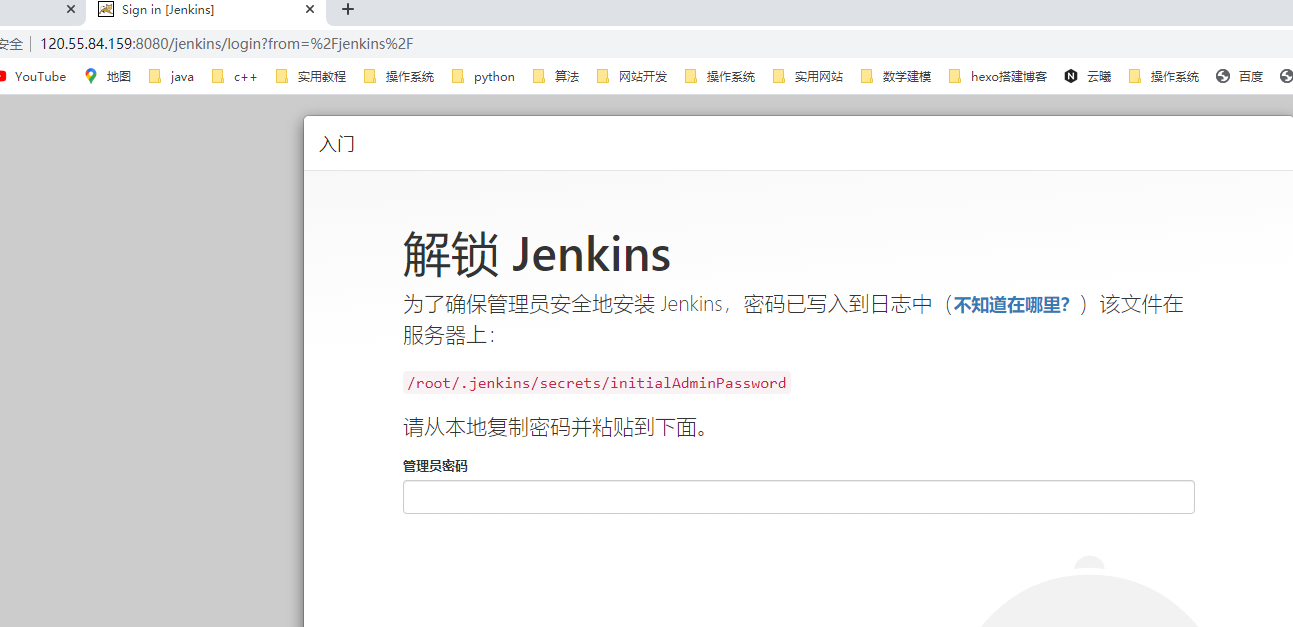 × Sign in [Jenkins] × +
安全 | 120.55.84.159:8080/jenkins/login?from=%2Fjenkins%2F
YouTube 地图 java c++ 实用教程 操作系统 python 算法 网站开发 操作系统 实用网站 数学建模 hexo搭建博客 云曦 操作系统 百度
入门
解锁 Jenkins
为了确保管理员安全地安装 Jenkins，密码已写入到日志中（不知道在哪里？）该文件在
服务器上：
/root/.jenkins/secrets/initialAdminPassword
请从本地复制密码并粘贴到下面。
管理员密码